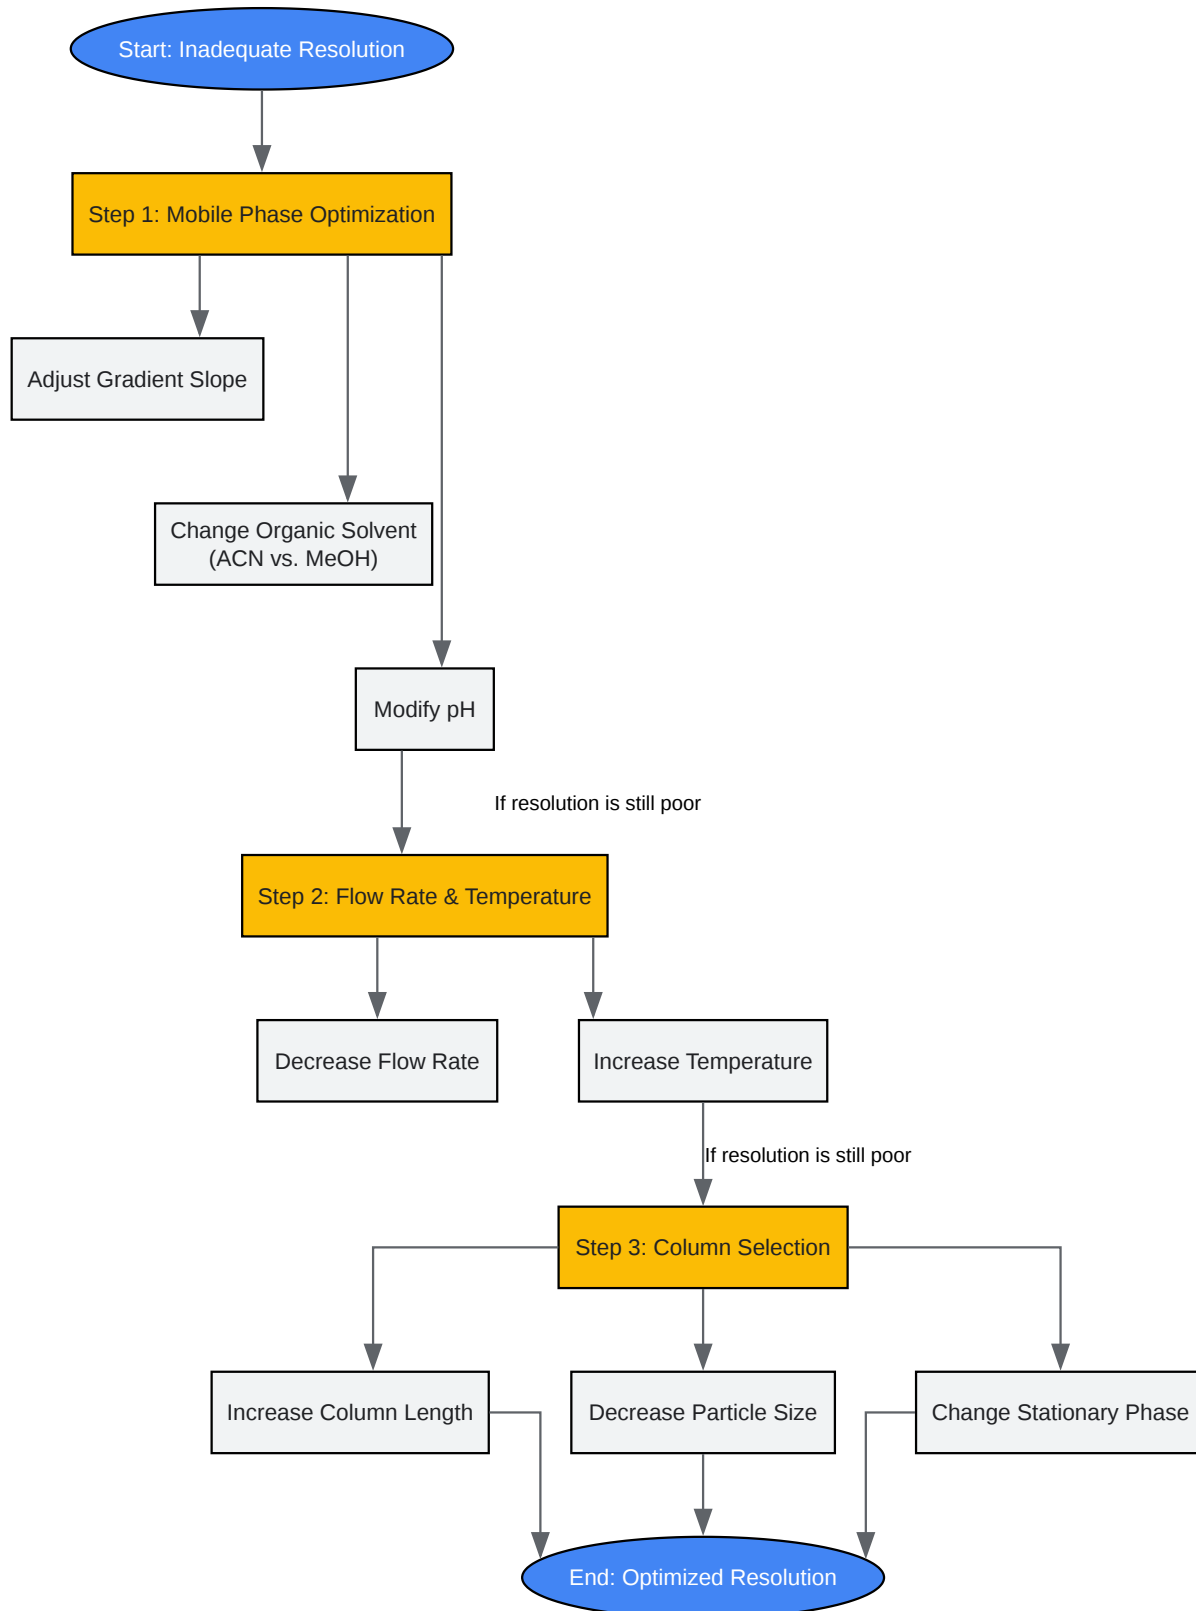 Start: Inadequate Resolution
Step 1: Mobile Phase Optimization
Adjust Gradient Slope
Change Organic Solvent
(ACN vs. MeOH)
Modify pH
If resolution is still poor
Step 2: Flow Rate & Temperature
Decrease Flow Rate
Increase Temperature
If resolution is still poor
Step 3: Column Selection
Increase Column Length
Decrease Particle Size
Change Stationary Phase
End: Optimized Resolution